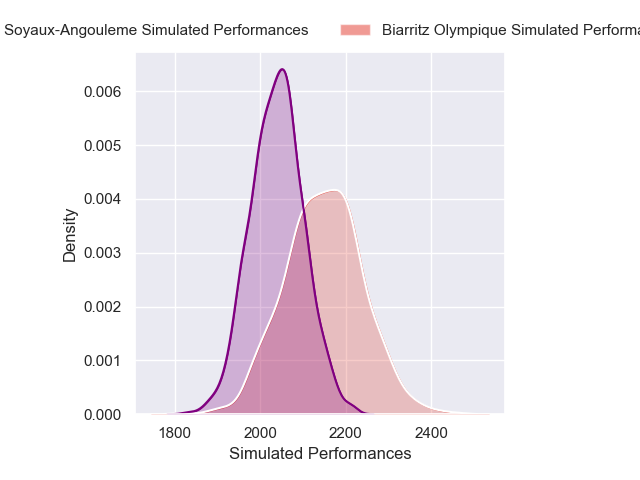 Soyaux-Angouleme Simulated Performances
Biarritz Olympique Simulated Performa
0.006
0.005
0.004
0.003
0.002
0.001
0.000
1800 2000 2200 2400
Density
Simulated Performances